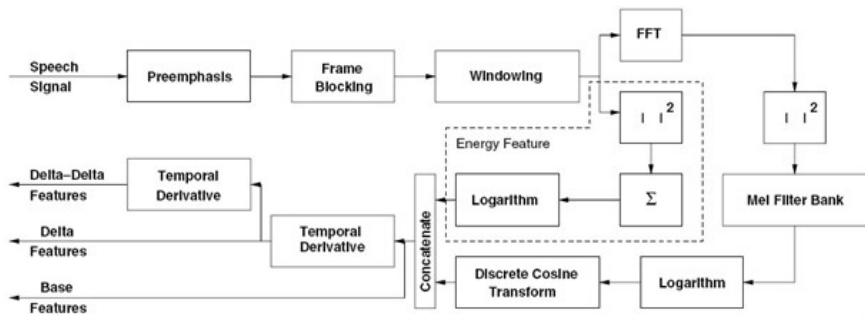 Speech
Signal
Preemphasis
Frame
Blocking
Windowing
FFT
| |²
| |²
Energy Feature
Logarithm
Σ
Mel Filter Bank
Concatenate
Discrete Cosine
Transform
Logarithm
Temporal
Derivative
Temporal
Derivative
Delta–Delta
Features
Delta
Features
Base
Features